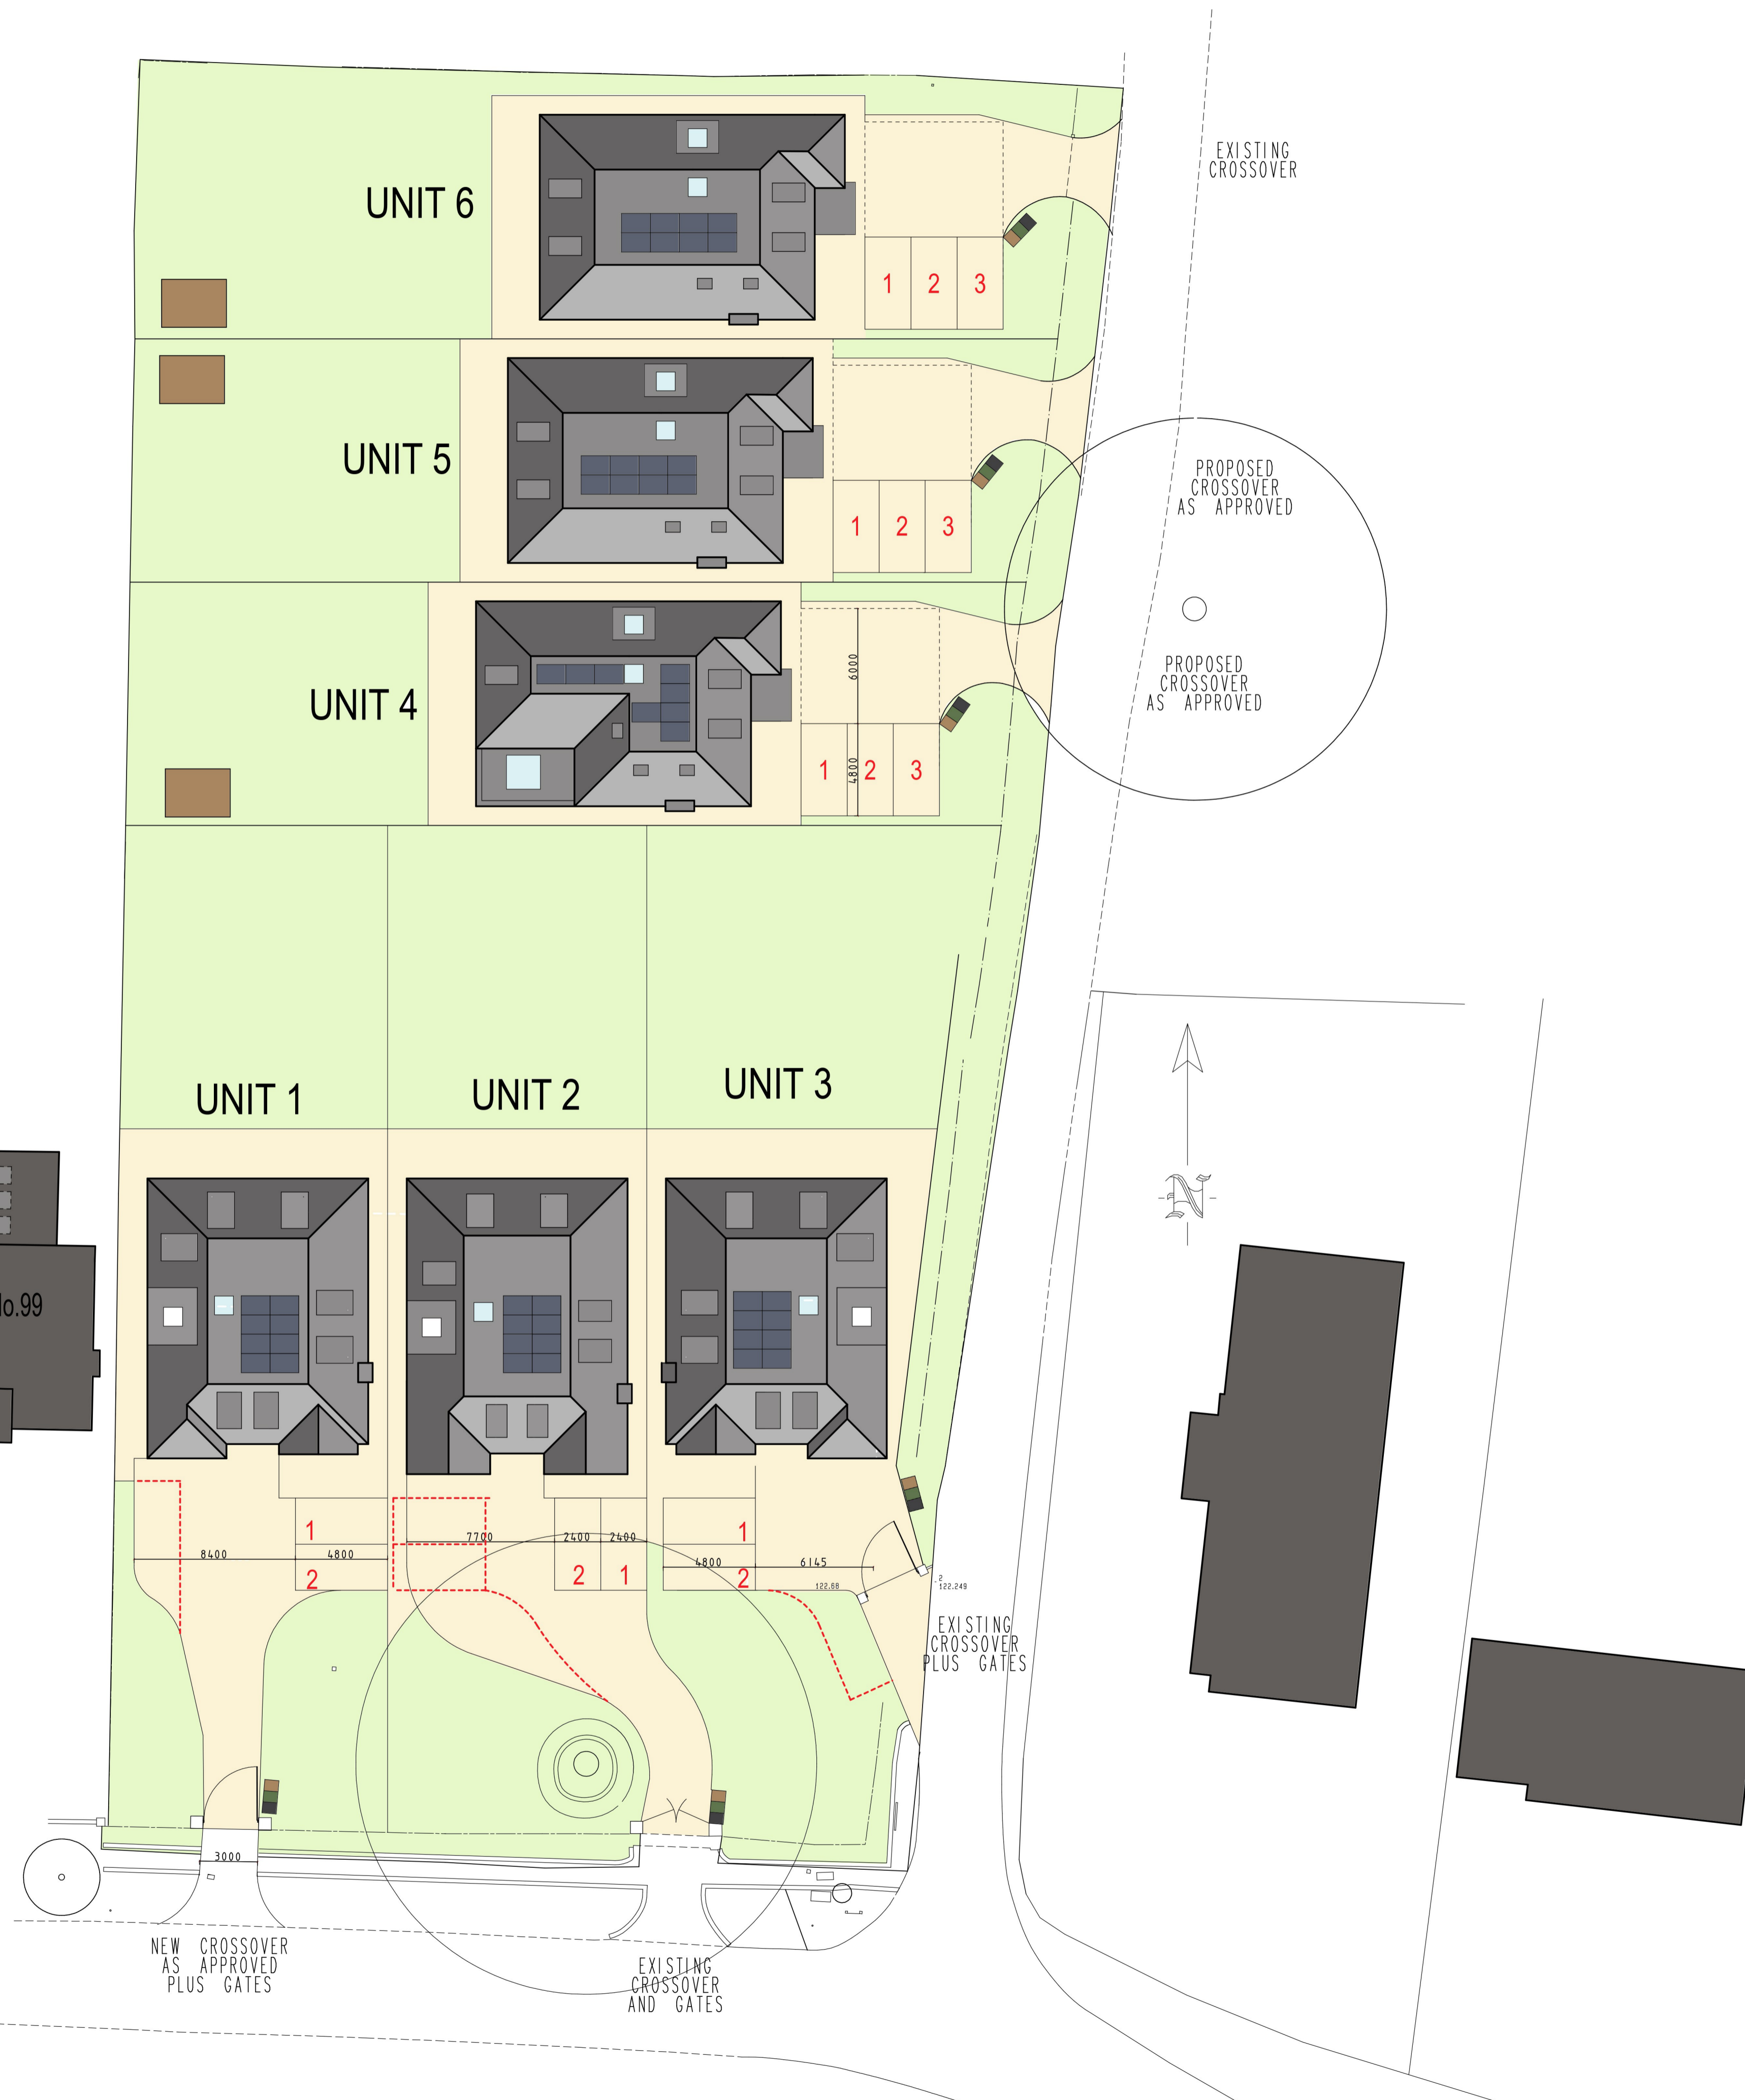 EXISTING
CROSSOVER
UNIT 6
1 2 3
UNIT 5
PROPOSED
CROSSOVER
AS APPROVED
1 2 3
UNIT 4
6000
PROPOSED
CROSSOVER
AS APPROVED
1 2 3
4800
UNIT 1
UNIT 2
UNIT 3
N
o.99
1
2
8400
4800
7700
2400
2400
2
1
1
2
4800
6145
122.68
2
122.249
EXISTING
CROSSOVER
PLUS GATES
3000
NEW CROSSOVER
AS APPROVED
PLUS GATES
EXISTING
CROSSOVER
AND GATES